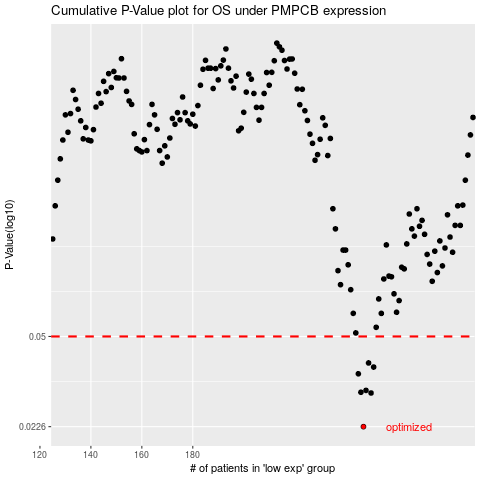 Cumulative P-Value plot for OS under PMPCB expression
P-Value(log10)
0.05
0.0226
optimized
120 140 160 180
# of patients in 'low exp' group